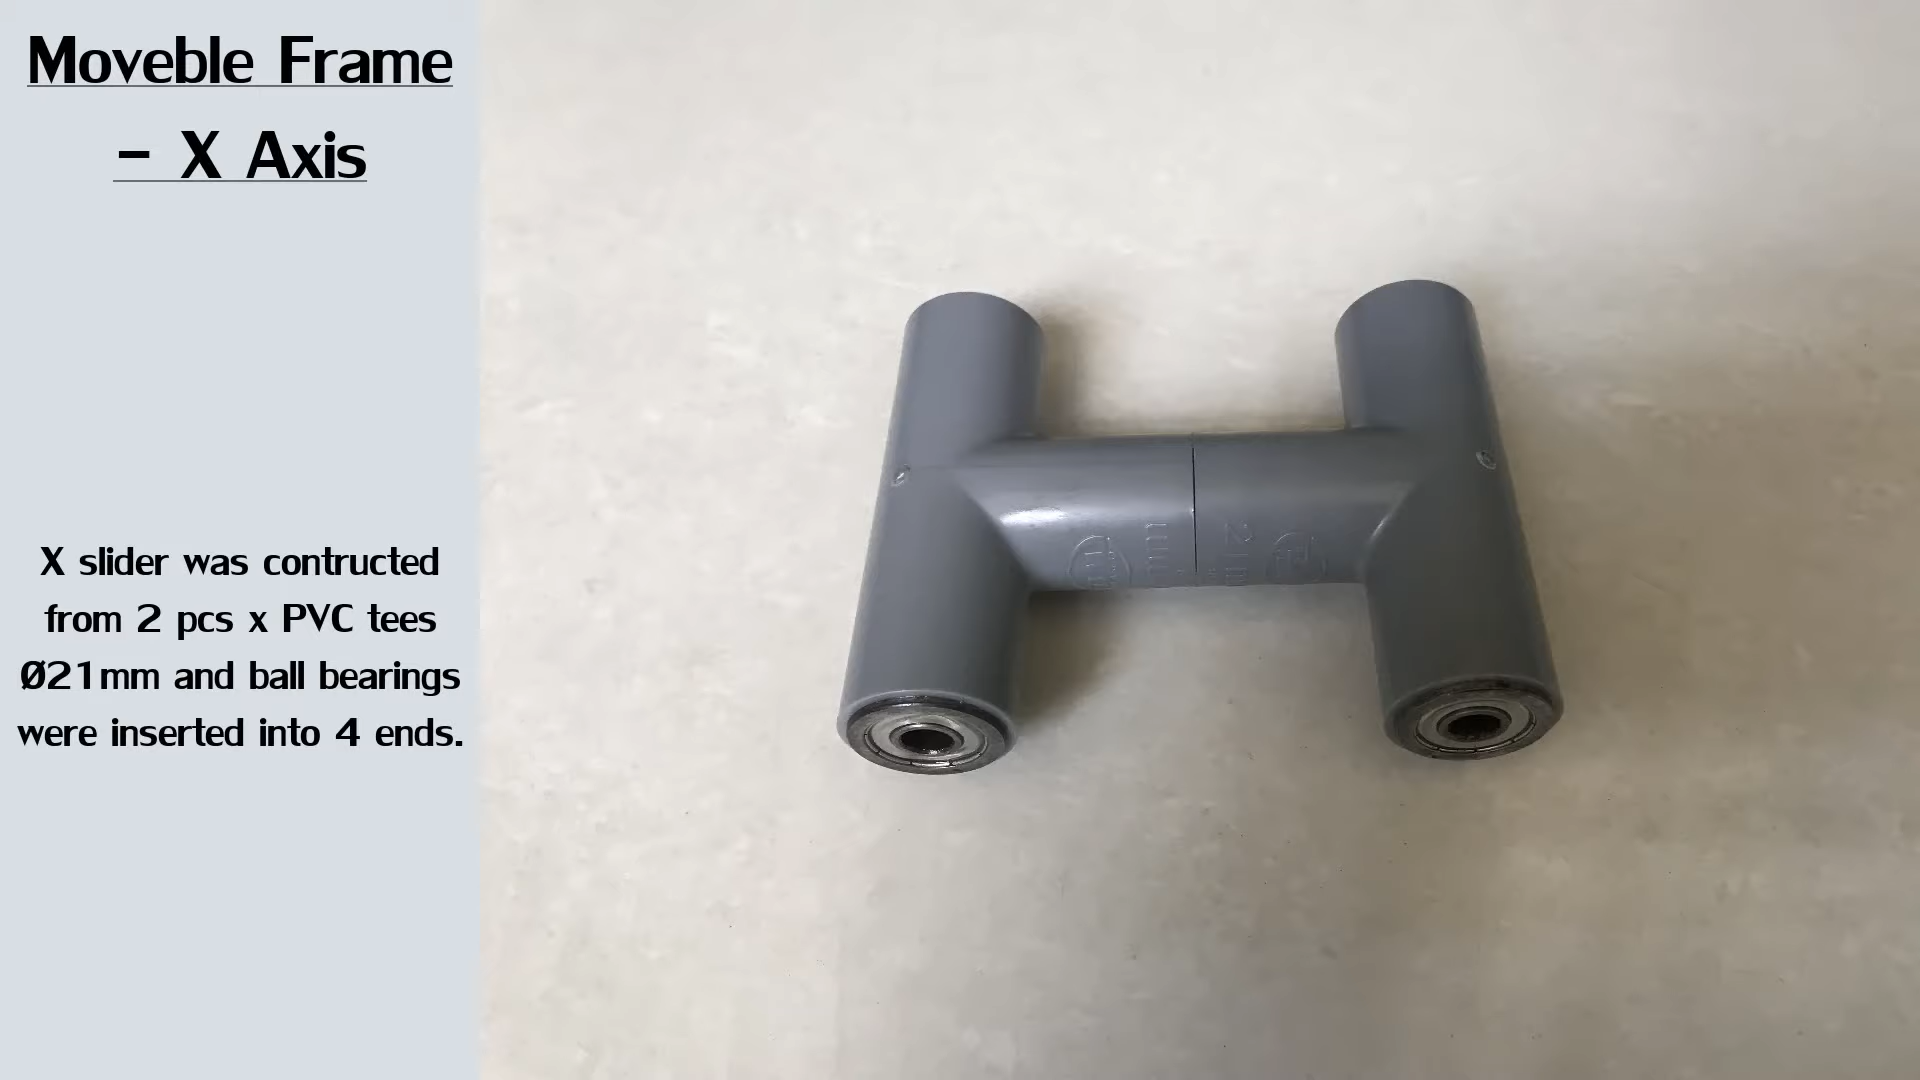 Moveble Frame
- X Axis
X slider was contructed
from 2 pcs x PVC tees
Ø21mm and ball bearings
were inserted into 4 ends.
21m